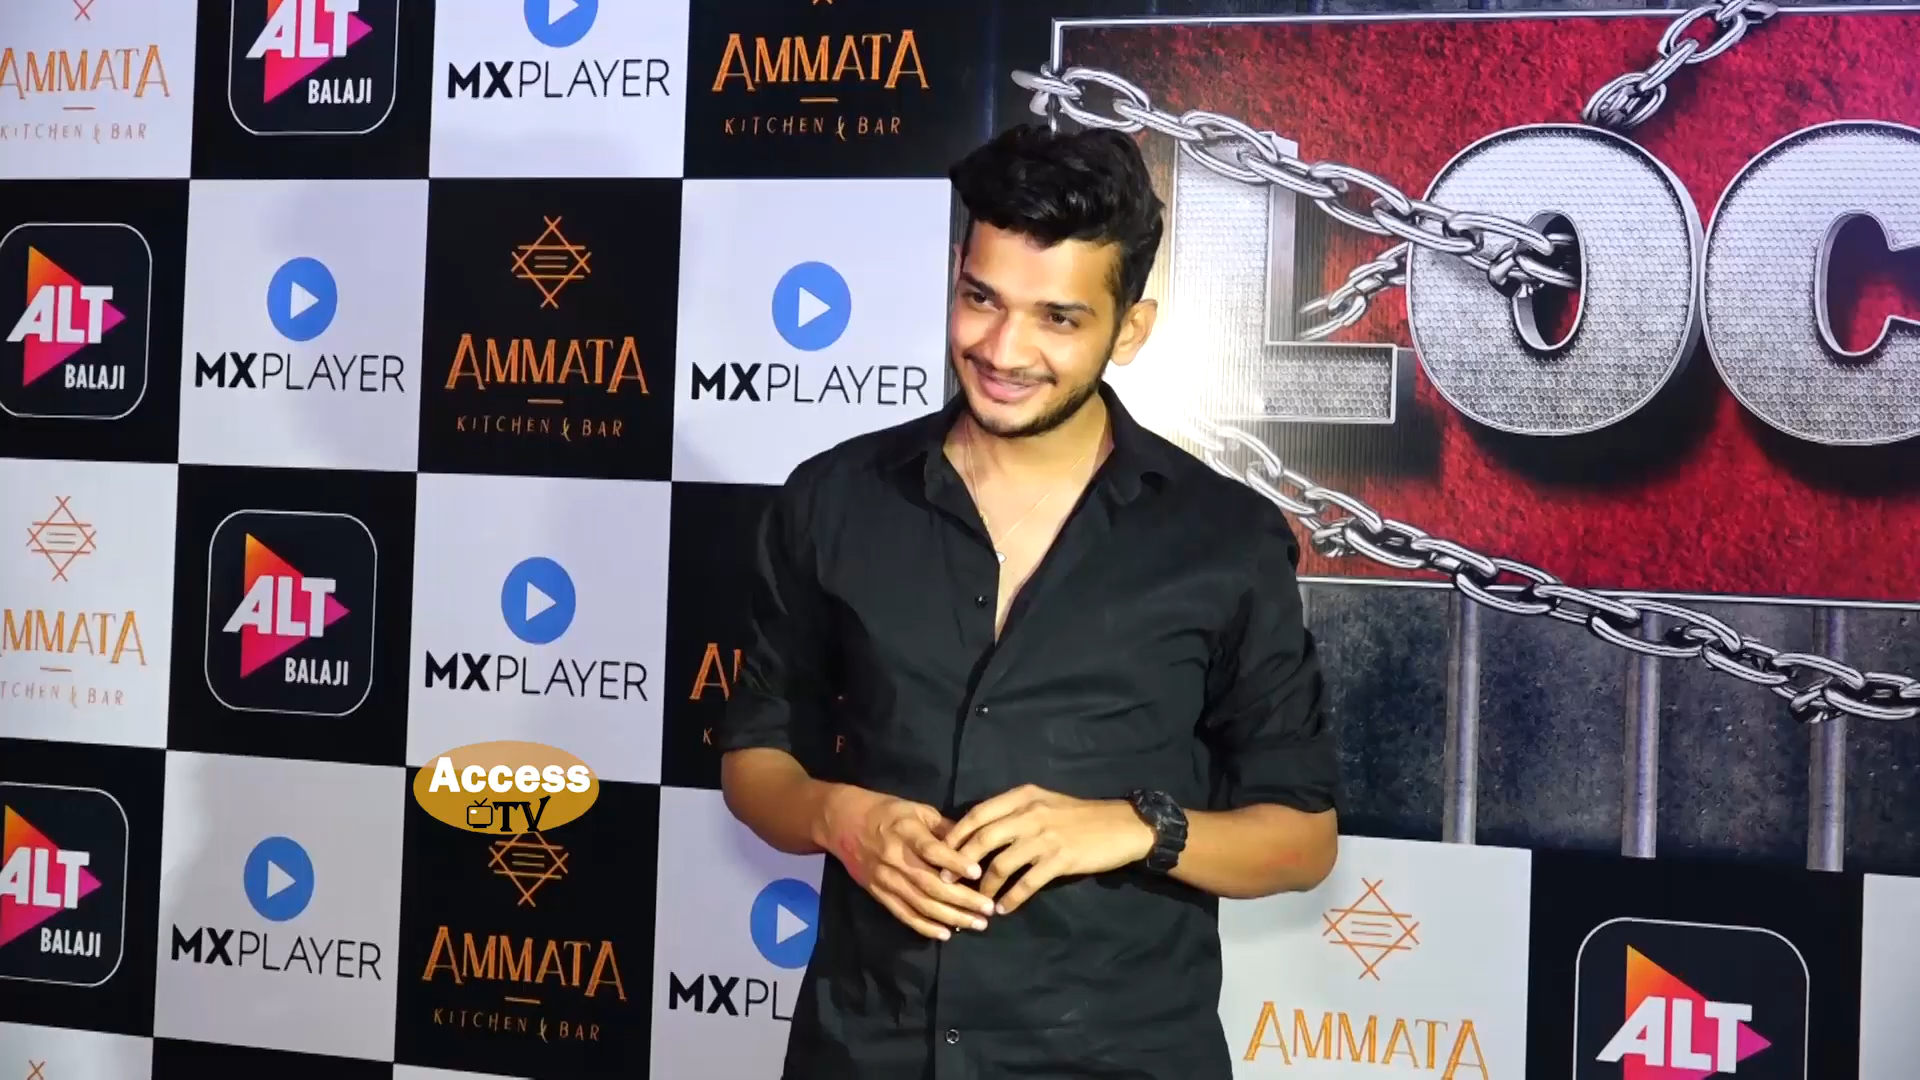 AMMATA
KITCHEN & BAR
ALT
BALAJI
MXPLAYER
AMMATA
KITCHEN & BAR
LOC
ALT
BALAJI
MXPLAYER
AMMATA
KITCHEN & BAR
MXPLAYER
MMATA
TCHEN & BAR
ALT
BALAJI
MXPLAYER
AM
K
Access
TV
ALT
BALAJI
MXPLAYER
AMMATA
KITCHEN & BAR
MXPL
AMMATA
ALT